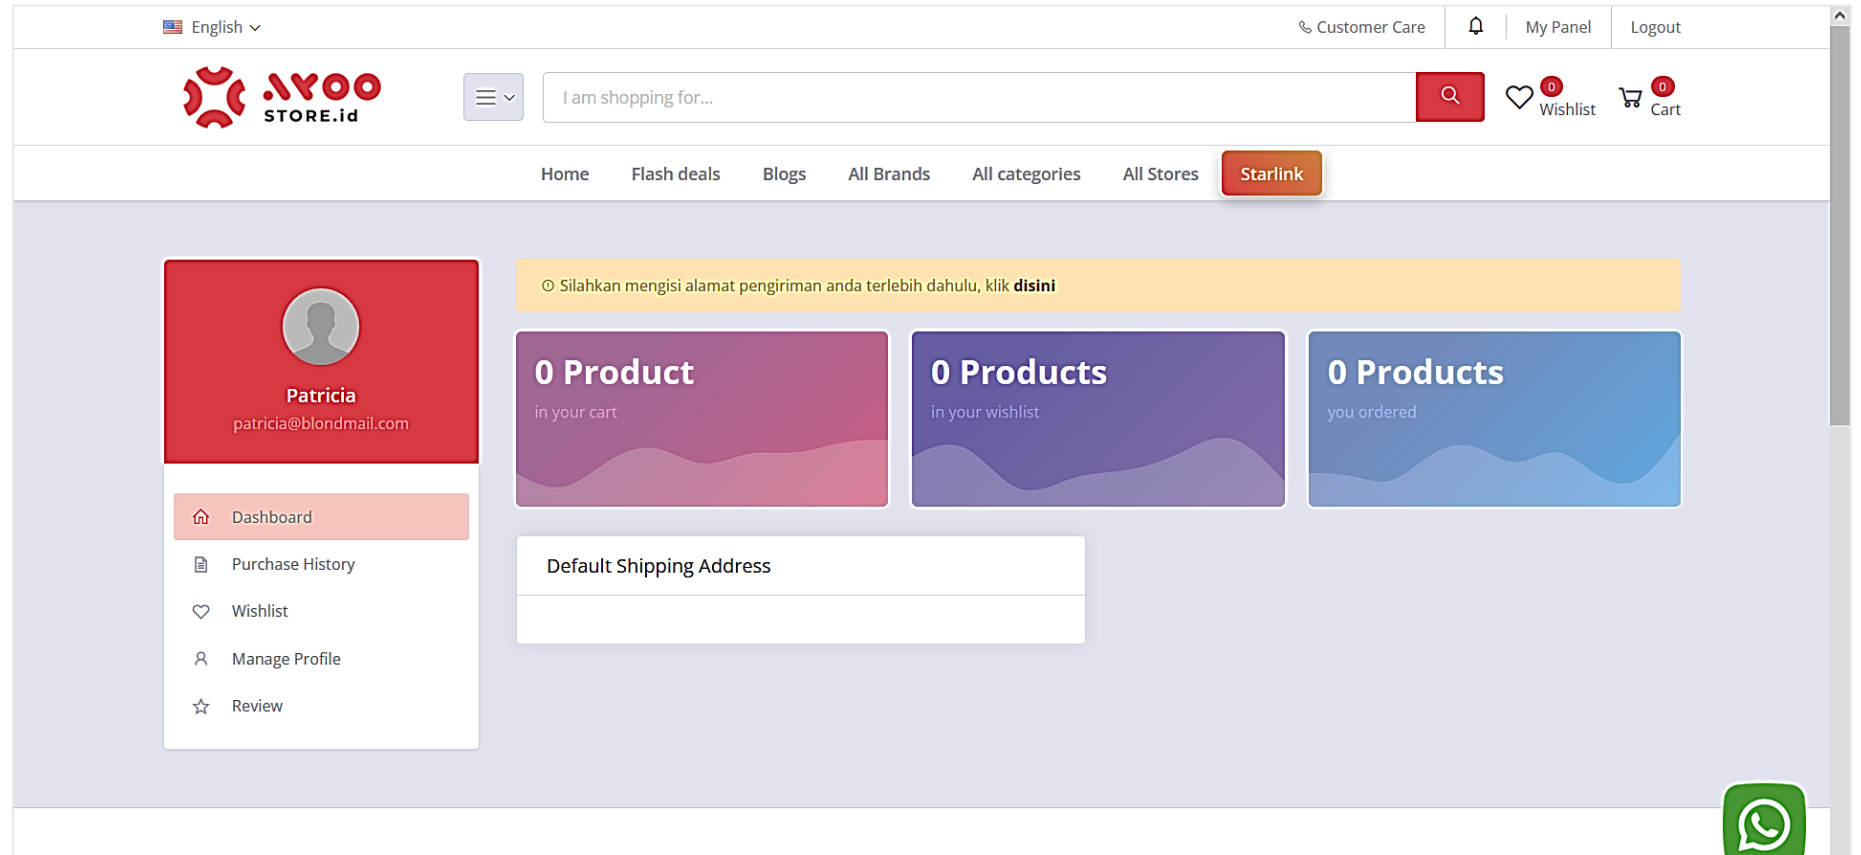 English
Customer Care
My Panel
Logout
AYOO
STORE.id
I am shopping for...
0
Wishlist
0
Cart
Home
Flash deals
Blogs
All Brands
All categories
All Stores
Starlink
Patricia
patricia@blondmail.com
Dashboard
Purchase History
Wishlist
Manage Profile
Review
Silahkan mengisi alamat pengiriman anda terlebih dahulu, klik disini
0 Product
in your cart
0 Products
in your wishlist
0 Products
you ordered
Default Shipping Address